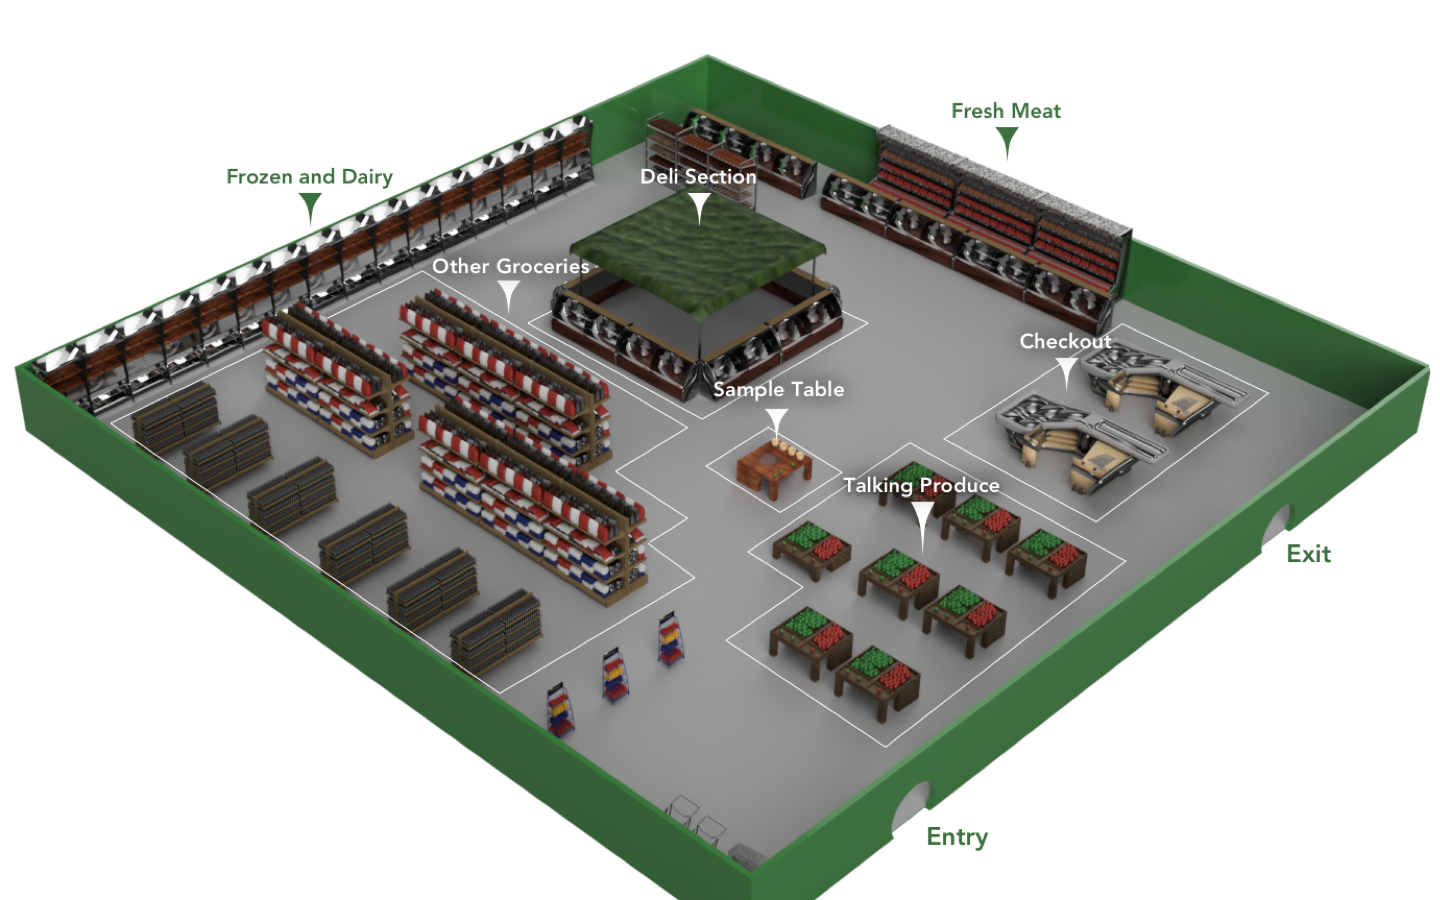 Fresh Meat
Frozen and Dairy
Deli Section
Other Groceries
Checkout
Sample Table
Talking Produce
Exit
Entry